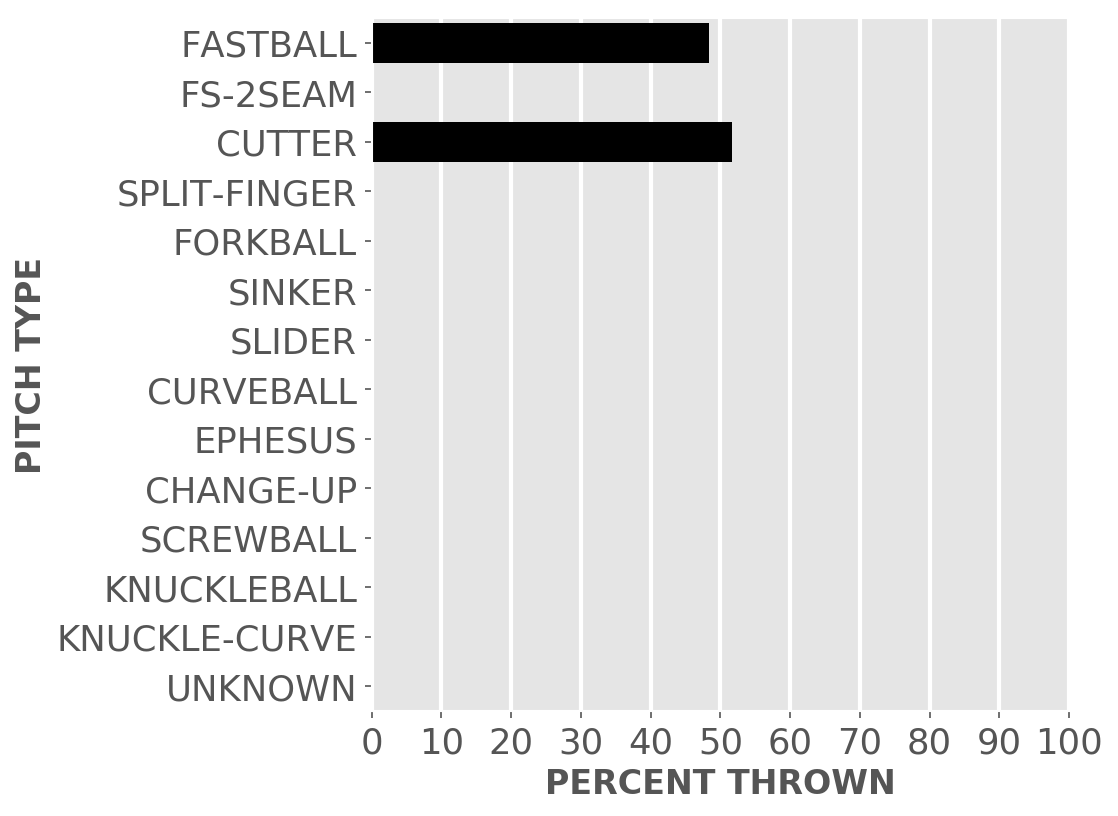 FASTBALL
FS-2SEAM
CUTTER
SPLIT-FINGER
FORKBALL
SINKER
SLIDER
CURVEBALL
EPHESUS
CHANGE-UP
SCREWBALL
KNUCKLEBALL
KNUCKLE-CURVE
UNKNOWN
PITCH TYPE
0 10 20 30 40 50 60 70 80 90 100
PERCENT THROWN